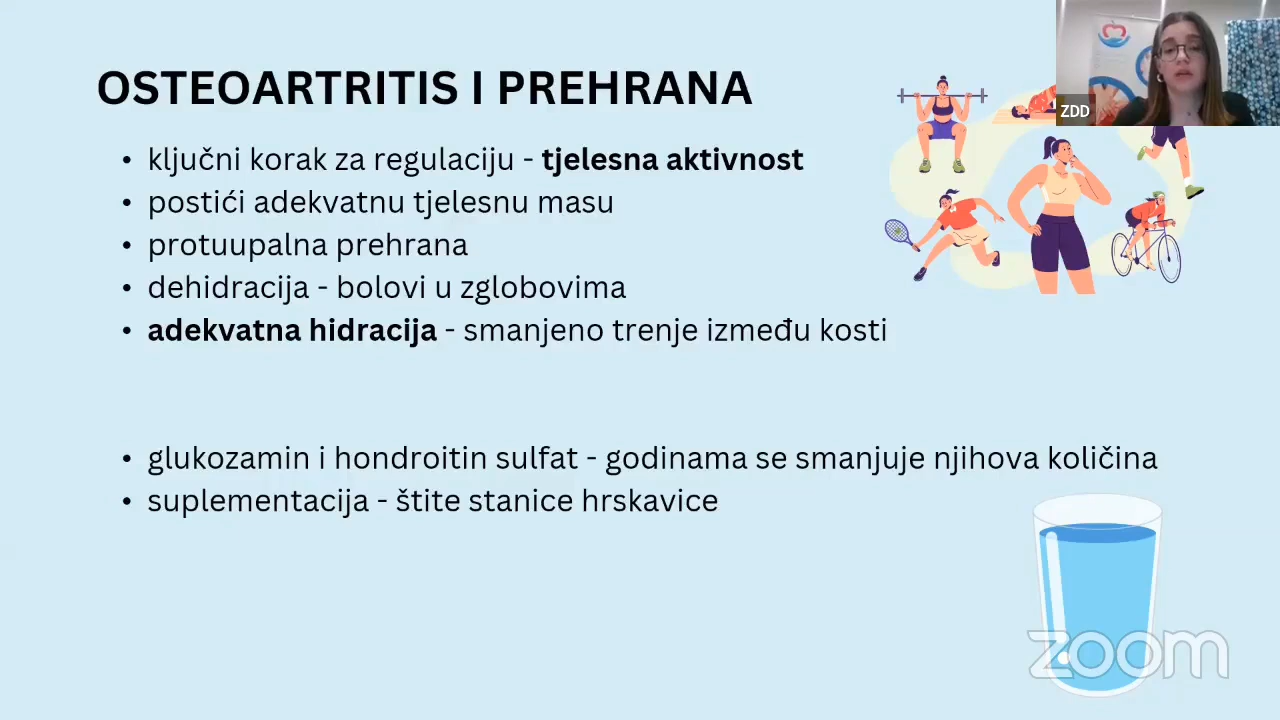 OSTEOARTRITIS I PREHRANA
ZDD
• ključni korak za regulaciju - tjelesna aktivnost
• postići adekvatnu tjelesnu masu
• protuupalna prehrana
• dehidracija - bolovi u zglobovima
• adekvatna hidracija - smanjeno trenje između kosti
• glukozamin i hondroitin sulfat - godinama se smanjuje njihova količina
• suplementacija - štite stanice hrskavice
zoom